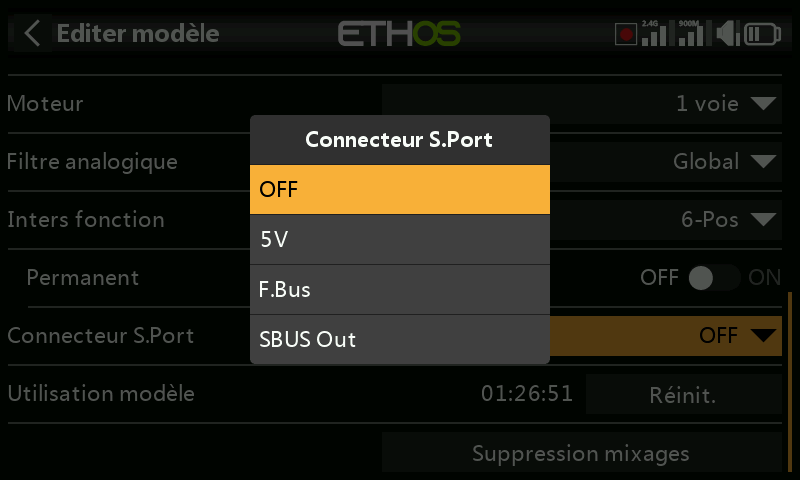 Editer modèle
ETHOS
2.4G
900M
Moteur
1 voie
Connecteur S.Port
Filtre analogique
Global
OFF
Inters fonction
6-Pos
5V
Permanent
OFF
ON
F.Bus
Connecteur S.Port
OFF
SBUS Out
Utilisation modèle
01:26:51
Réinit.
Suppression mixages